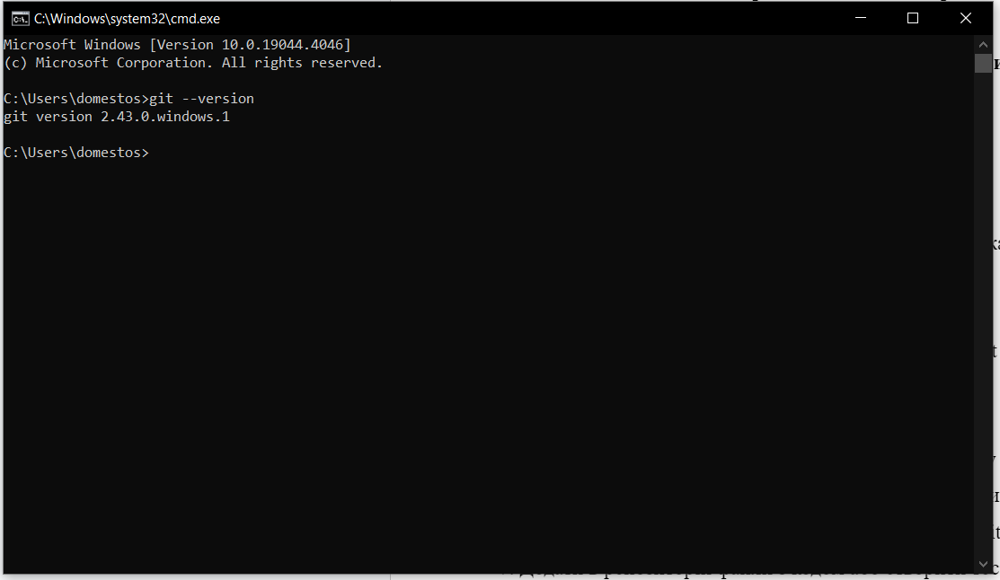 C:\Windows\system32\cmd.exe
Microsoft Windows [Version 10.0.19044.4046]
(c) Microsoft Corporation. All rights reserved.
C:\Users\domestos>git --version
git version 2.43.0.windows.1
C:\Users\domestos>